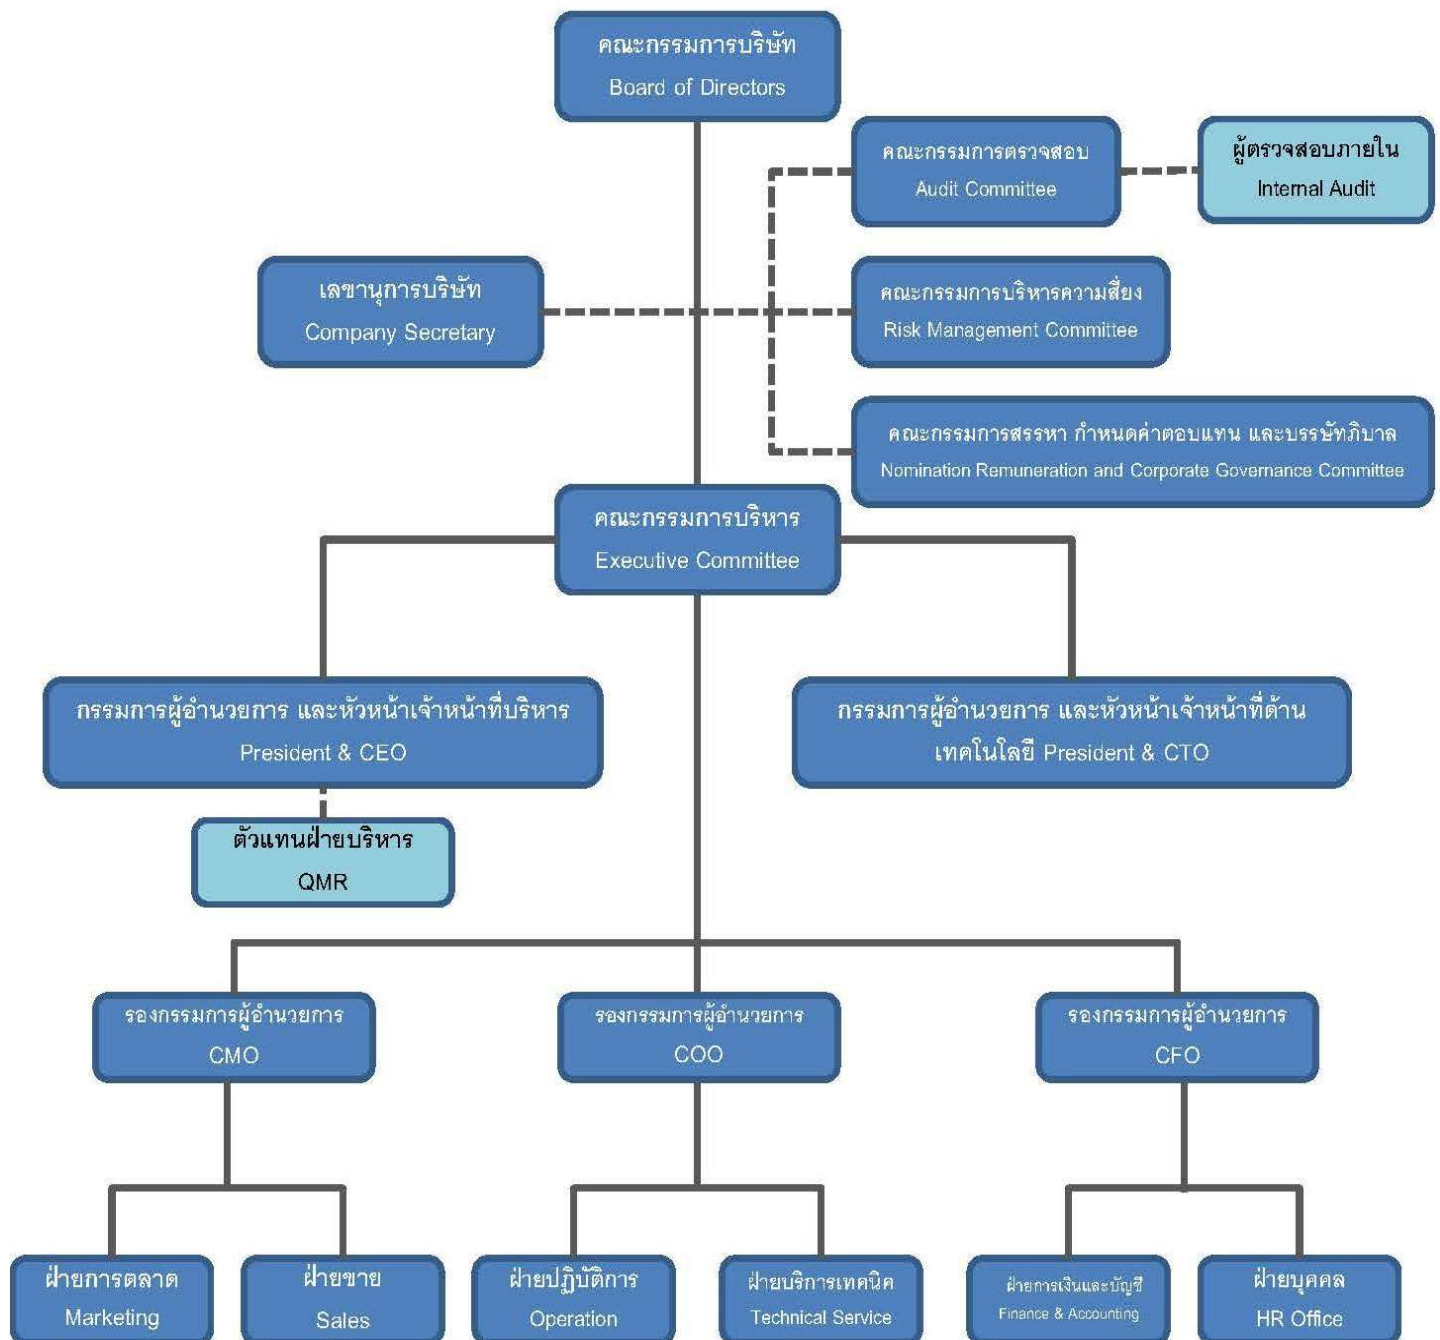 คณะกรรมการบริษัท
Board of Directors
คณะกรรมการตรวจสอบ
Audit Committee
ผู้ตรวจสอบภายใน
Internal Audit
เลขานุการบริษัท
Company Secretary
คณะกรรมการบริหารความสี่ยง
Risk Management Committee
คณะกรรมการสรรหา กำหนดค่าตอบแทน และบรรษัทภิบาล
Nomination Remuneration and Corporate Governance Committee
คณะกรรมการบริหาร
Executive Committee
กรรมการผู้อำนวยการ และหัวหน้าเจ้าหน้าที่บริหาร
President & CEO
กรรมการผู้อำนวยการ และหัวหน้าเจ้าหน้าที่ด้าน
เทคโนโลยี President & CTO
ตัวแทนฝ่ายบริหาร
QMR
รองกรรมการผู้อำนวยการ
CMO
รองกรรมการผู้อำนวยการ
COO
รองกรรมการผู้อำนวยการ
CFO
ฝ่ายการตลาด
Marketing
ฝ่ายขาย
Sales
ฝ่ายปฏิบัติการ
Operation
ฝ่ายบริการเทคนิค
Technical Service
ฝ่ายการเงินและบัญชี
Finance & Accounting
ฝ่ายบุคคล
HR Office